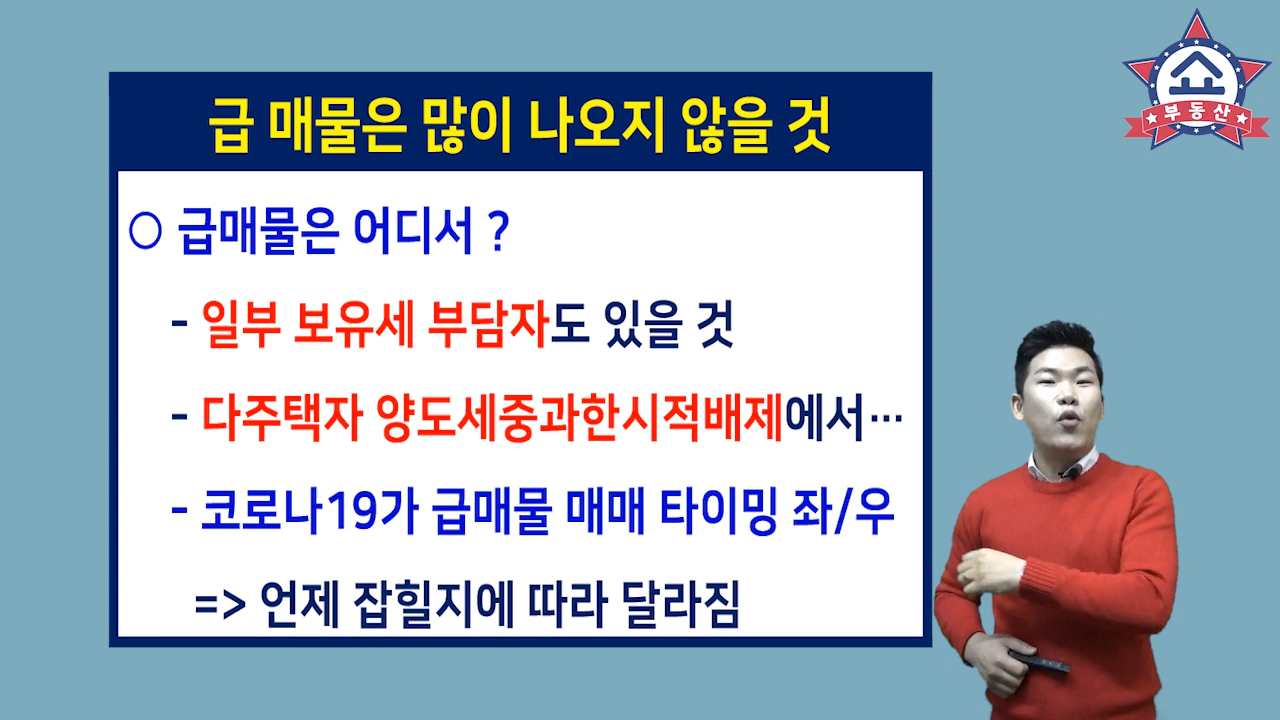 급 매물은 많이 나오지 않을 것
○ 급매물은 어디서 ?
- 일부 보유세 부담자도 있을 것
- 다주택자 양도세중과한시적배제에서…
- 코로나19가 급매물 매매 타이밍 좌/우
=> 언제 잡힐지에 따라 달라짐
부동산